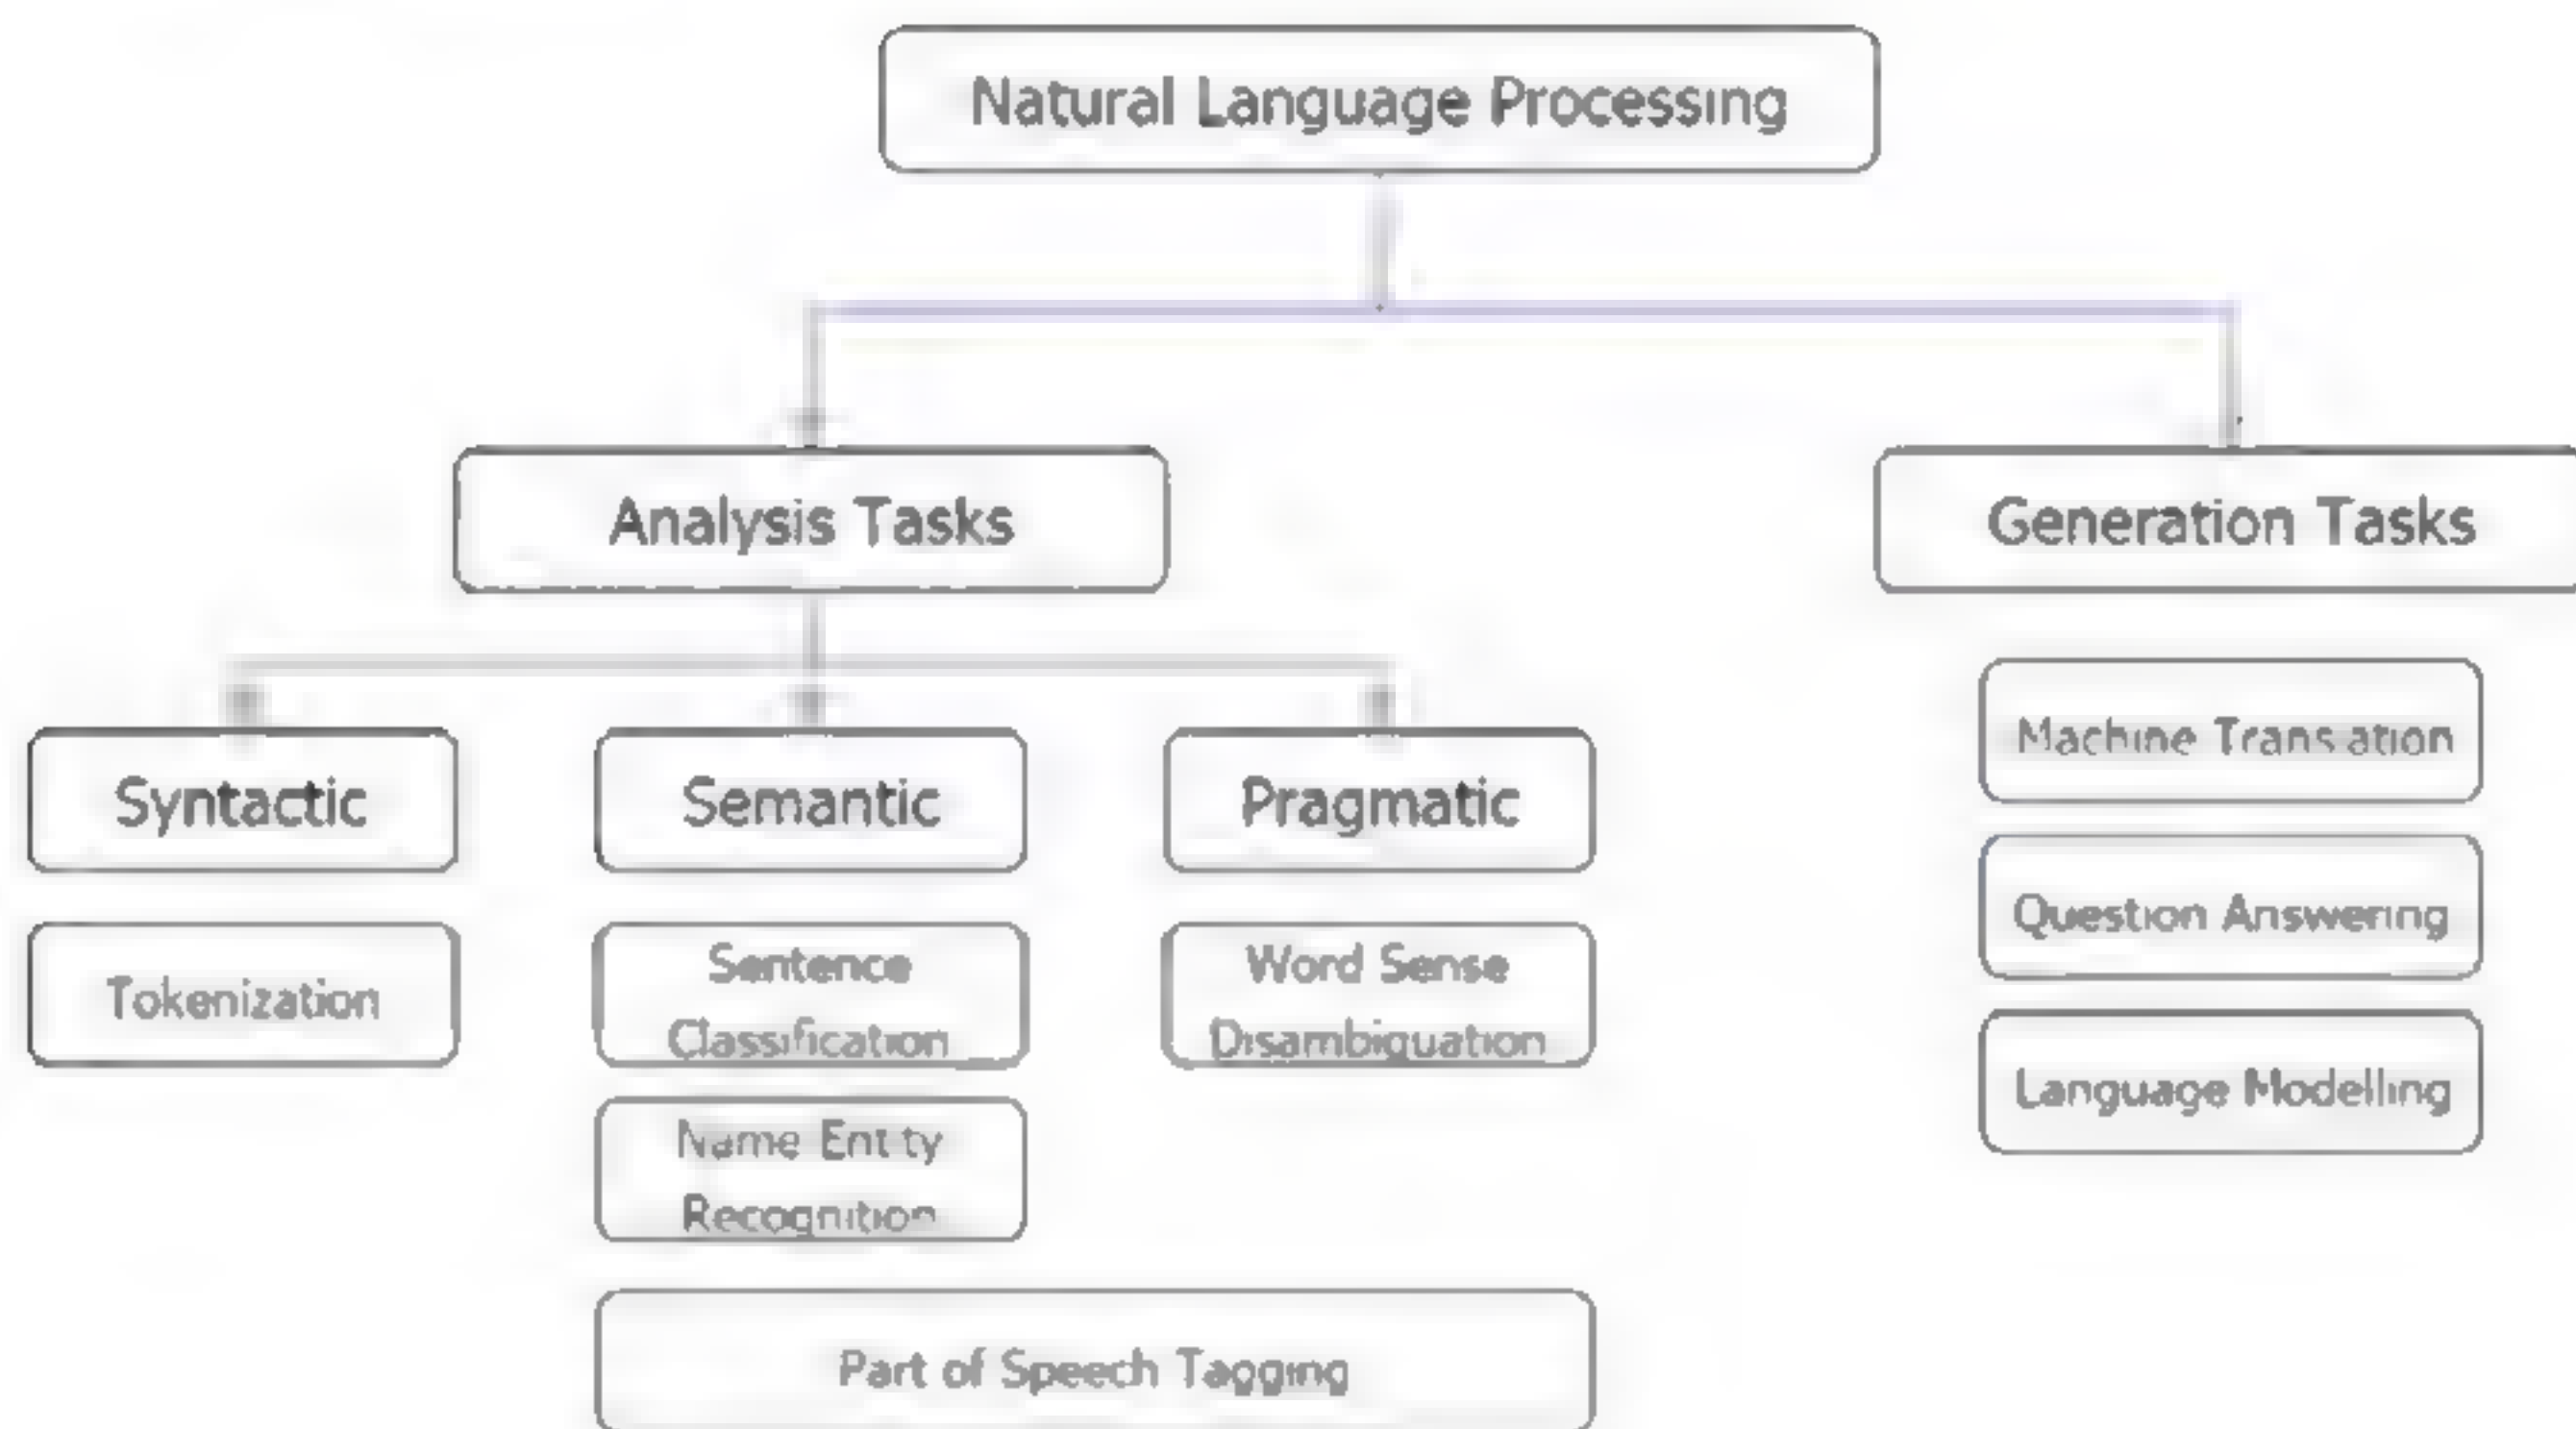 Natural Language Processing
Analysis Tasks
Generation Tasks
Syntactic
Semantic
Pragmatic
Tokenization
Sentence
Classification
Name Entity
Recognition
Word Sense
Disambiguation
Part of Speech Tagging
Machine Translation
Question Answering
Language Modelling